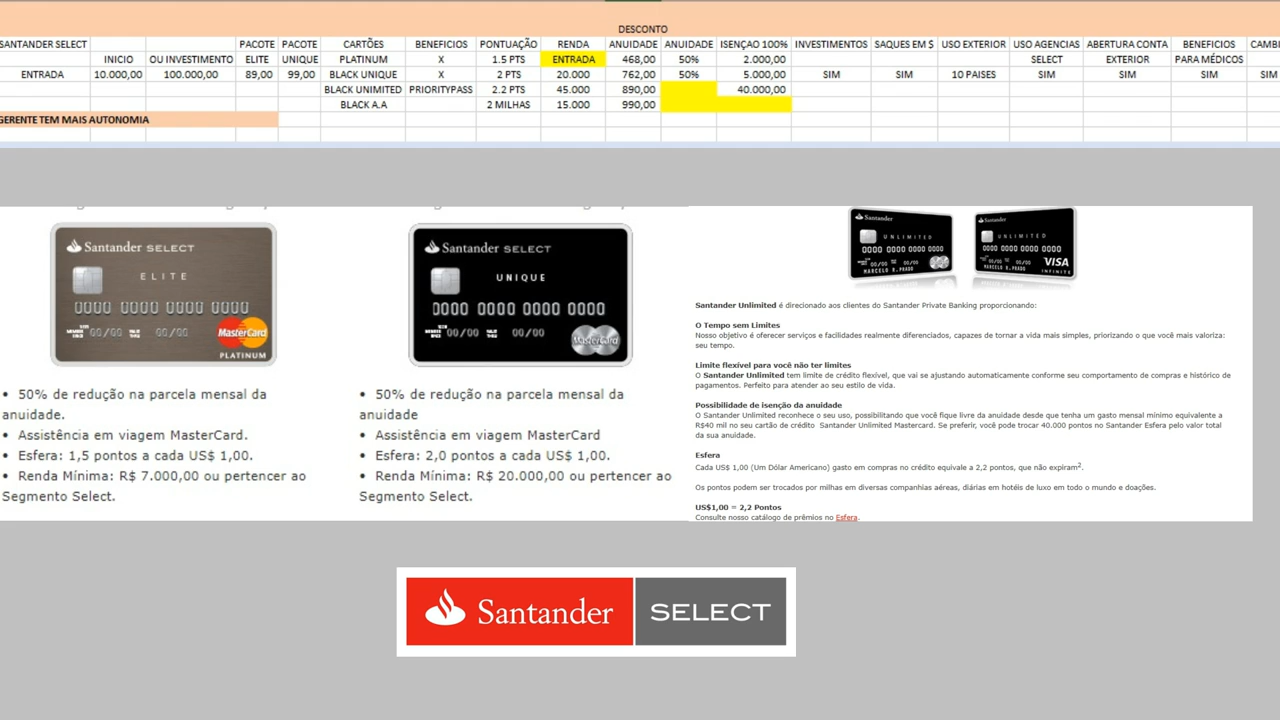 DESCONTO
SANTANDER SELECT PACOTE PACOTE CARTÕES BENEFICIOS PONTUAÇÃO RENDA ANUIDADE ANUIDADE ISENÇAO 100% INVESTIMENTOS SAQUES EM $ USO EXTERIOR USO AGENCIAS ABERTURA CONTA BENEFICIOS CAMBI
INICIO OU INVESTIMENTO ELITE UNIQUE PLATINUM X 1.5 PTS ENTRADA 468,00 50% 2.000,00 SELECT EXTERIOR PARA MÉDICOS
ENTRADA 10.000,00 100.000,00 89,00 99,00 BLACK UNIQUE X 2 PTS 20.000 762,00 50% 5.000,00 SIM SIM 10 PAISES SIM SIM SIM SIM
BLACK UNIMITED PRIORITYPASS 2.2 PTS 45.000 890,00 40.000,00
BLACK A.A 2 MILHAS 15.000 990,00
GERENTE TEM MAIS AUTONOMIA
Santander SELECT
ELITE
0000 0000 0000 0000
00/00 00/00
MasterCard
PLATINUM
• 50% de redução na parcela mensal da
anuidade.
• Assistência em viagem MasterCard.
• Esfera: 1,5 pontos a cada US$ 1,00.
• Renda Mínima: R$ 7.000,00 ou pertencer ao
Segmento Select.
Santander SELECT
UNIQUE
0000 0000 0000 0000
00/00 00/00
MasterCard
• 50% de redução na parcela mensal da
anuidade
• Assistência em viagem MasterCard
• Esfera: 2,0 pontos a cada US$ 1,00.
• Renda Mínima: R$ 20.000,00 ou pertencer ao
Segmento Select.
Santander
UNLIMITED
0000 0000 0000 0000
00/00 00/00
MARCELO R.PRADO
Santander
UNLIMITED
0000 0000 0000 0000
00/00 00/00
MARCELO R.PRADO
VISA
INFINITE
Santander Unlimited é direcionado aos clientes do Santander Private Banking proporcionando:
O Tempo sem Limites
Nosso objetivo é oferecer serviços e facilidades realmente diferenciados, capazes de tornar a vida mais simples, priorizando o que você mais valoriza:
seu tempo.
Limite flexível para você não ter limites
O Santander Unlimited tem limite de crédito flexível, que vai se ajustando automaticamente conforme seu comportamento de compras e histórico de
pagamentos. Perfeito para atender ao seu estilo de vida.
Possibilidade de isenção da anuidade
O Santander Unlimited reconhece o seu uso, possibilitando que você fique livre da anuidade desde que tenha um gasto mensal mínimo equivalente a
R$40 mil no seu cartão de crédito Santander Unlimited Mastercard. Se preferir, você pode trocar 40.000 pontos no Santander Esfera pelo valor total
da sua anuidade.
Esfera
Cada US$ 1,00 (Um Dólar Americano) gasto em compras no crédito equivale a 2,2 pontos, que não expiram2.
Os pontos podem ser trocados por milhas em diversas companhias aéreas, diárias em hotéis de luxo em todo o mundo e doações.
US$1,00 = 2,2 Pontos
Consulte nosso catálogo de prêmios no Esfera.
Santander SELECT